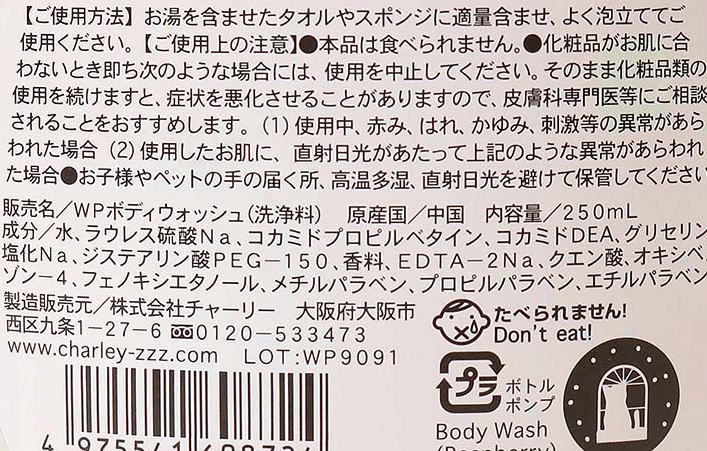 【ご使用方法】お湯を含ませたタオルやスポンジに適量含ませ、よく泡立ててご
使用ください。【ご使用上の注意】●本品は食べられません。●化粧品がお肌に合
わないとき即ち次のような場合には、使用を中止してください。そのまま化粧品類の
使用を続けますと、症状を悪化させることがありますので、皮膚科専門医等にご相談
されることをおすすめします。(1)使用中、赤み、はれ、かゆみ、刺激等の異常があら
われた場合 (2)使用したお肌に、直射日光があたって上記のような異常があらわれ
た場合●お子様やペットの手の届く所、高温多湿、直射日光を避けて保管してください
販売名/WPボディウォッシュ(洗浄料) 原産国/中国 内容量/250mL
成分/水、ラウレス硫酸Na、コカミドプロピルベタイン、コカミドDEA、グリセリン
塩化Na、ジステアリン酸PEG-150、香料、EDTA-2Na、クエン酸、オキシベ
ゾン-4、フェノキシエタノール、メチルパラベン、プロピルパラベン、エチルパラベン
製造販売元/株式会社チャーリー 大阪府大阪市
西区九条1-27-6 0120-533473
www.charley-zzz.com LOT:WP9091
たべられません!
Don't eat!
プラ
ボトル
ポンプ
Body Wash
(Raspberry)
4 975541